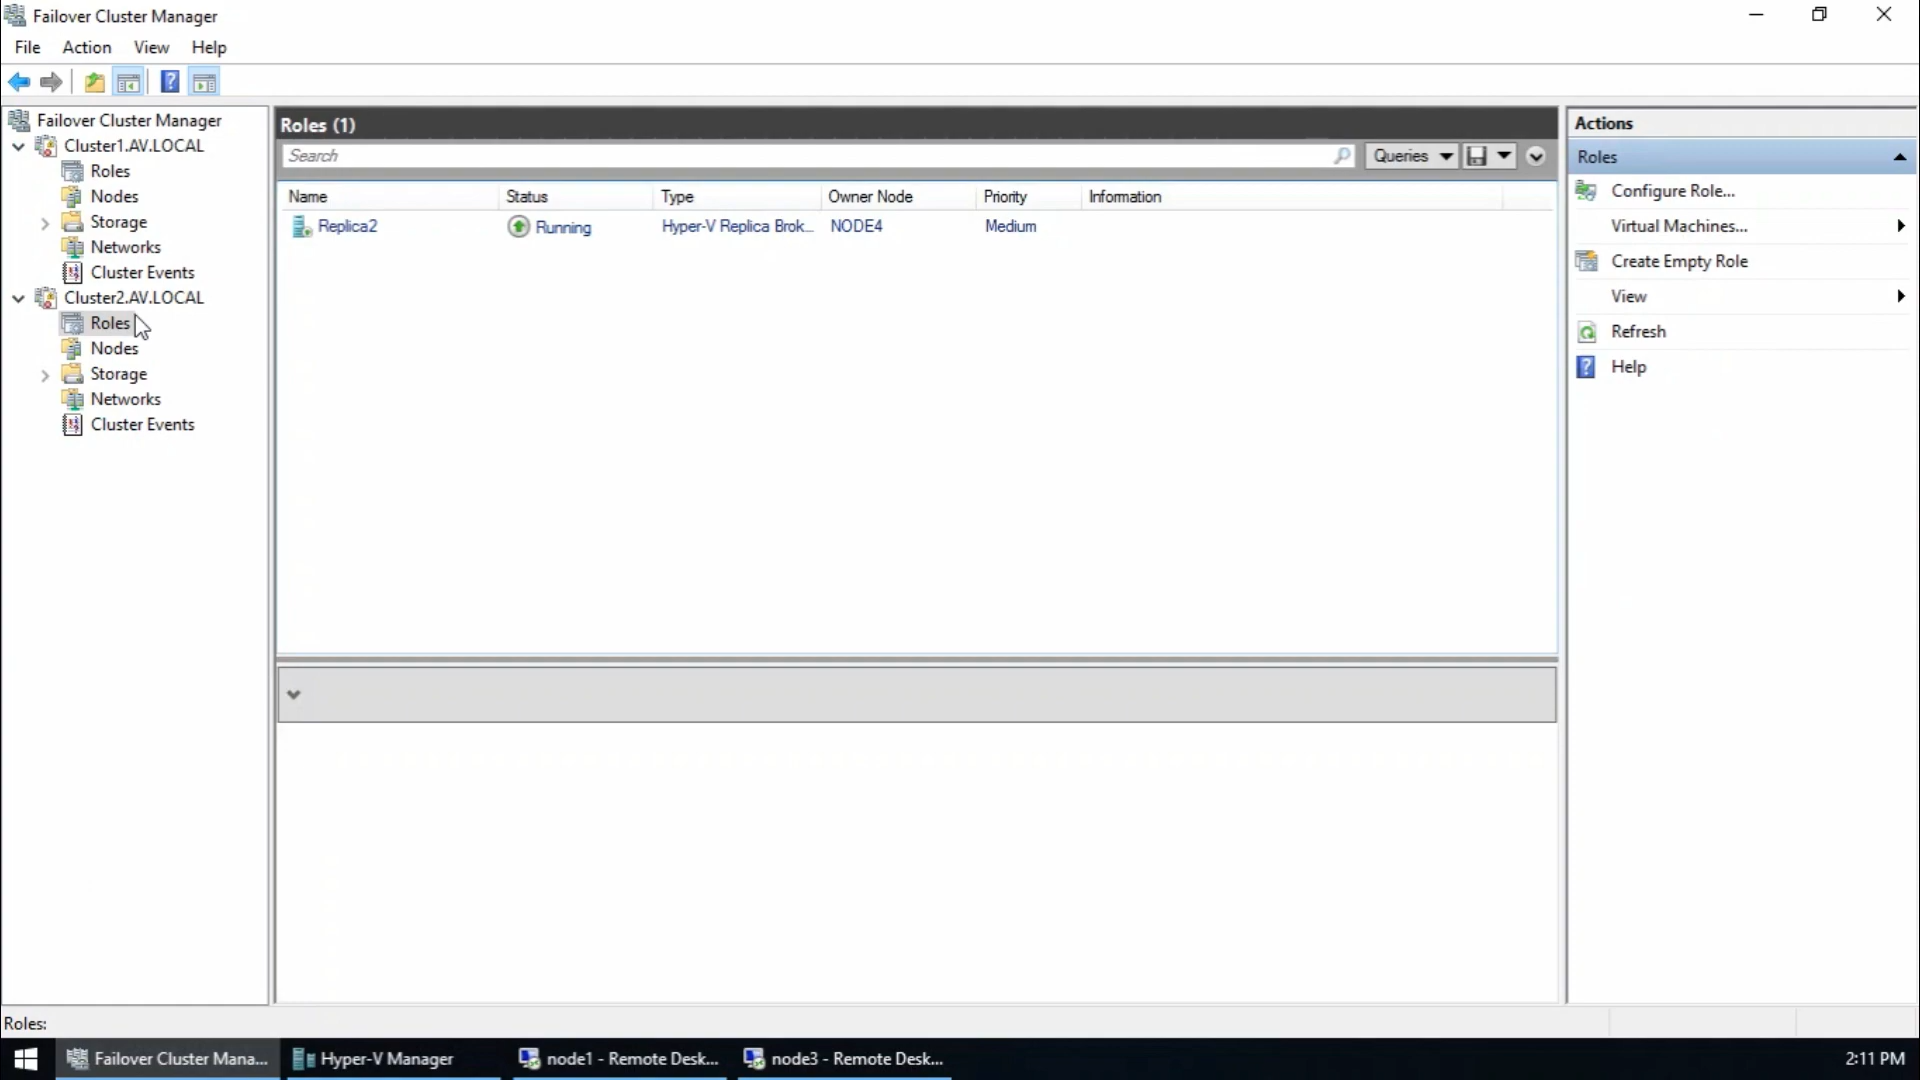 Failover Cluster Manager
File Action View Help
Failover Cluster Manager
Cluster1.AV.LOCAL
Roles
Nodes
Storage
Networks
Cluster Events
Cluster2.AV.LOCAL
Roles
Nodes
Storage
Networks
Cluster Events
Roles (1)
Search
Queries
Name Status Type Owner Node Priority Information
Replica2 Running Hyper-V Replica Brok... NODE4 Medium
Actions
Roles
Configure Role...
Virtual Machines...
Create Empty Role
View
Refresh
Help
Roles:
Failover Cluster Mana... Hyper-V Manager node1 - Remote Desk... node3 - Remote Desk... 2:11 PM